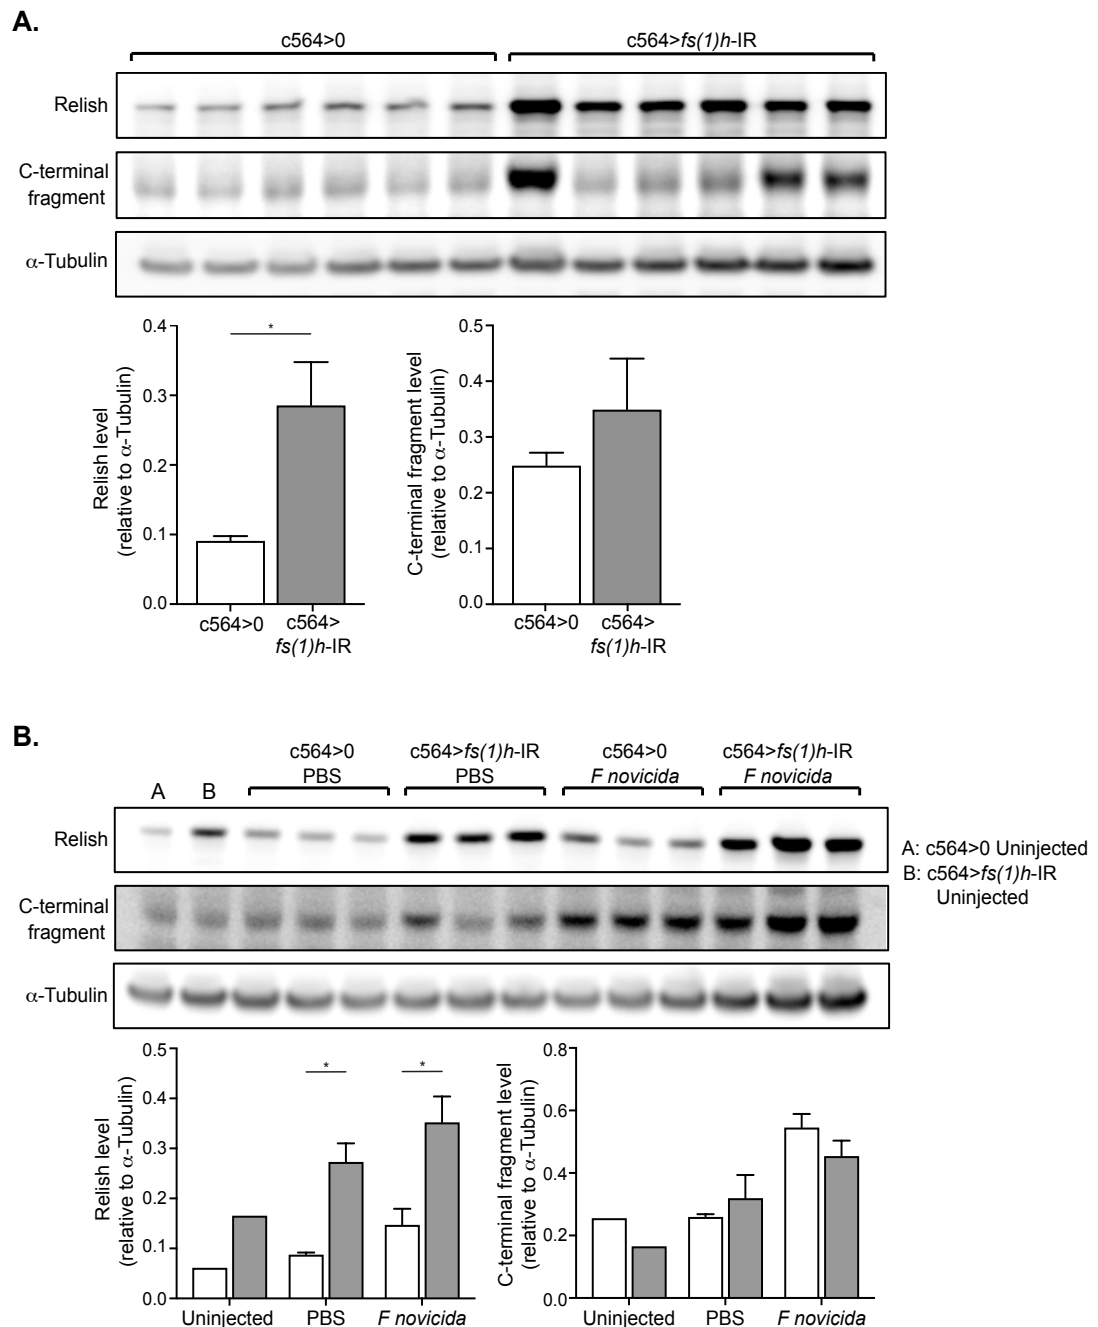 A.
c564>0
c564>fs(1)h-IR
Relish
C-terminal
fragment
α-Tubulin
Relish level
(relative to α-Tubulin)
0.4
0.3
0.2
0.1
0.0
*
c564>0
c564>
fs(1)h-IR
C-terminal fragment level
(relative to α-Tubulin)
0.5
0.4
0.3
0.2
0.1
0.0
c564>0
c564>
fs(1)h-IR
B.
A
B
c564>0
PBS
c564>fs(1)h-IR
PBS
c564>0
F novicida
c564>fs(1)h-IR
F novicida
Relish
C-terminal
fragment
α-Tubulin
A: c564>0 Uninjected
B: c564>fs(1)h-IR
Uninjected
Relish level
(relative to α-Tubulin)
0.5
0.4
0.3
0.2
0.1
0.0
*
*
Uninjected
PBS
F novicida
C-terminal fragment level
(relative to α-Tubulin)
0.8
0.6
0.4
0.2
0.0
Uninjected
PBS
F novicida